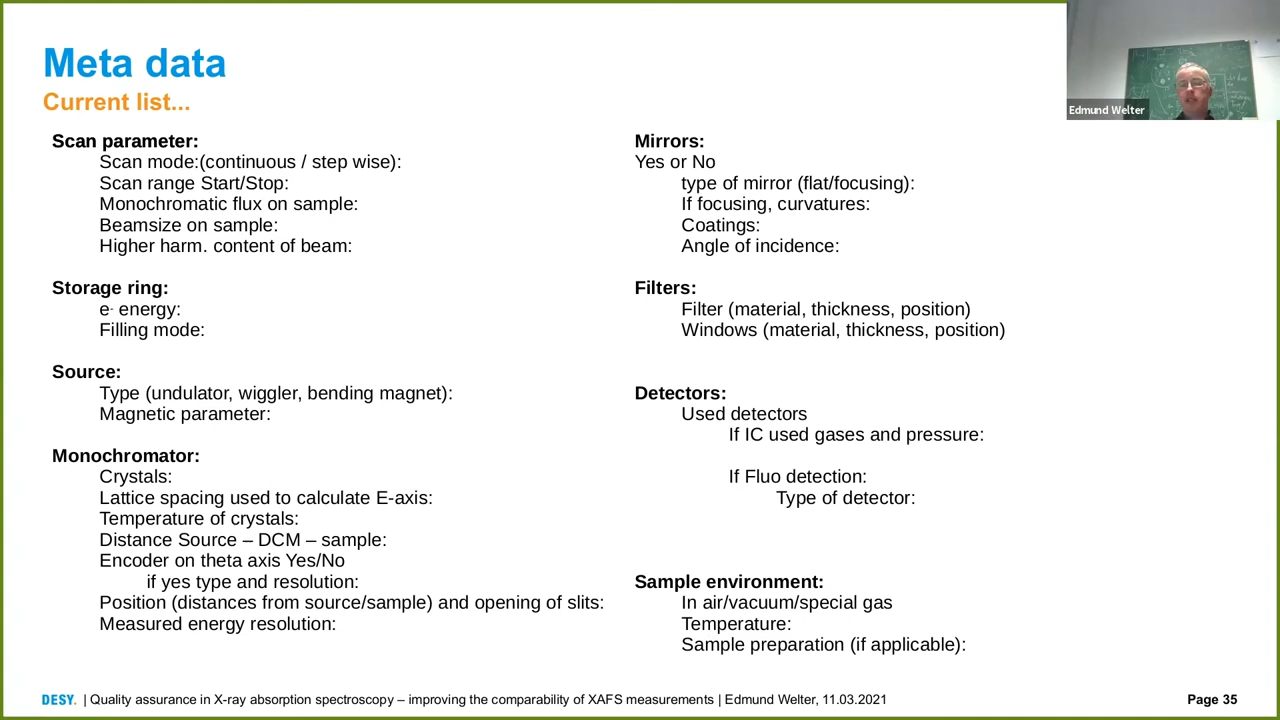 Meta data
Current list...
Edmund Welter
Scan parameter:
Scan mode:(continuous / step wise):
Scan range Start/Stop:
Monochromatic flux on sample:
Beamsize on sample:
Higher harm. content of beam:
Storage ring:
e- energy:
Filling mode:
Source:
Type (undulator, wiggler, bending magnet):
Magnetic parameter:
Monochromator:
Crystals:
Lattice spacing used to calculate E-axis:
Temperature of crystals:
Distance Source – DCM – sample:
Encoder on theta axis Yes/No
if yes type and resolution:
Position (distances from source/sample) and opening of slits:
Measured energy resolution:
Mirrors:
Yes or No
type of mirror (flat/focusing):
If focusing, curvatures:
Coatings:
Angle of incidence:
Filters:
Filter (material, thickness, position)
Windows (material, thickness, position)
Detectors:
Used detectors
If IC used gases and pressure:
If Fluo detection:
Type of detector:
Sample environment:
In air/vacuum/special gas
Temperature:
Sample preparation (if applicable):
DESY. | Quality assurance in X-ray absorption spectroscopy – improving the comparability of XAFS measurements | Edmund Welter, 11.03.2021
Page 35